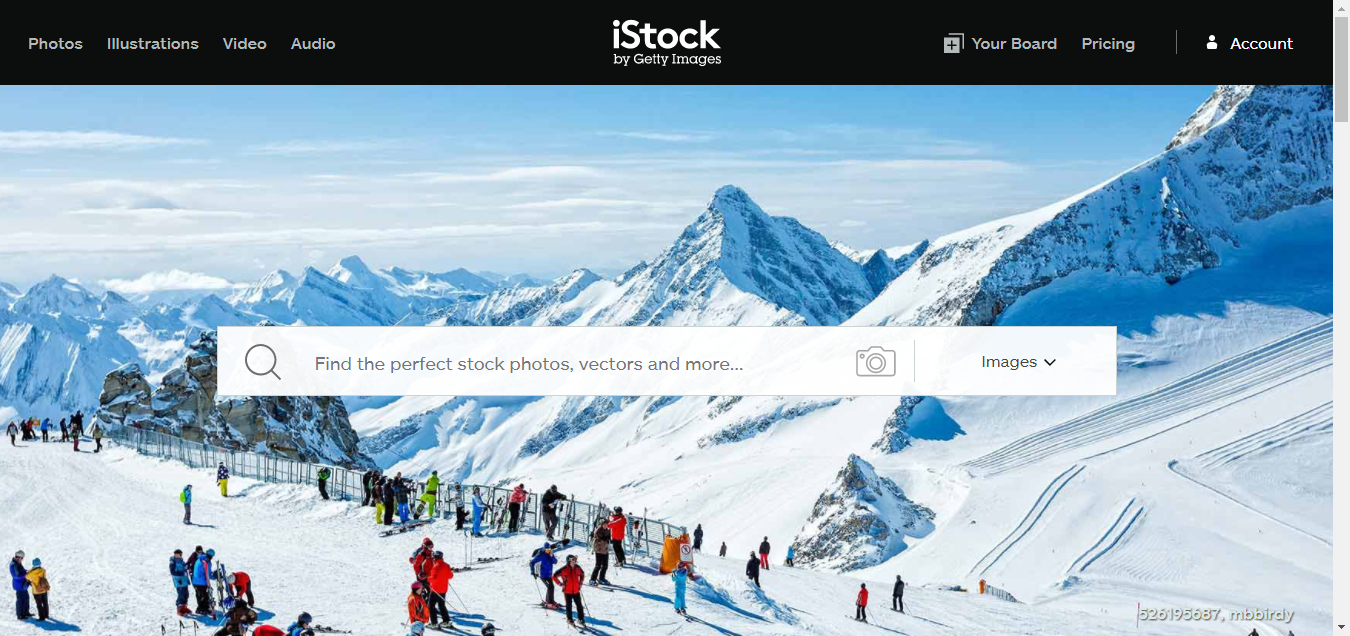 Photos Illustrations Video Audio
iStock
by Getty Images
Your Board Pricing Account
Find the perfect stock photos, vectors and more...
Images
526195687, mbbirdy